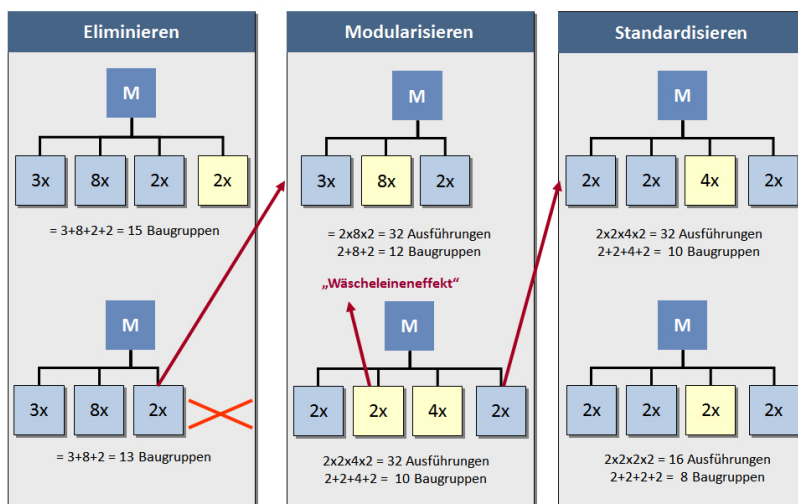 Eliminieren
M
3x 8x 2x 2x
= 3+8+2+2 = 15 Baugruppen
M
3x 8x 2x
= 3+8+2 = 13 Baugruppen
Modularisieren
M
3x 8x 2x
= 2x8x2 = 32 Ausführungen
2+8+2 = 12 Baugruppen
„Wäscheleineneffekt“
M
2x 2x 4x 2x
2x2x4x2 = 32 Ausführungen
2+2+4+2 = 10 Baugruppen
Standardisieren
M
2x 2x 4x 2x
2x2x4x2 = 32 Ausführungen
2+2+4+2 = 10 Baugruppen
M
2x 2x 2x 2x
2x2x2x2 = 16 Ausführungen
2+2+2+2 = 8 Baugruppen